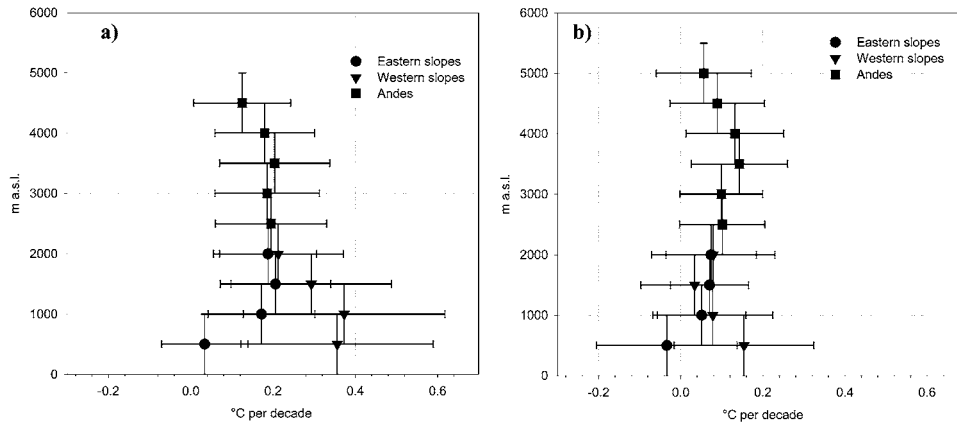 a)
Eastern slopes
Western slopes
Andes
6000
5000
4000
3000
2000
1000
0
m a.s.l.
-0.2
0.0
0.2
0.4
0.6
°C per decade
b)
Eastern slopes
Western slopes
Andes
6000
5000
4000
3000
2000
1000
0
m a.s.l.
-0.2
0.0
0.2
0.4
0.6
°C per decade